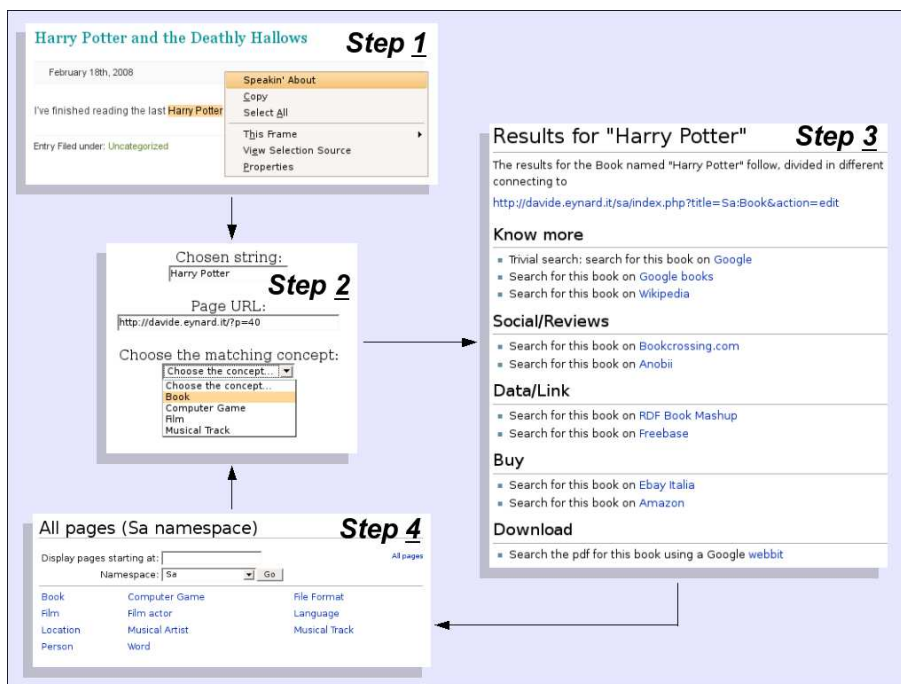 Harry Potter and the Deathly Hallows
Step 1
February 18th, 2008
I've finished reading the last Harry Potter
Entry Filed under: Uncategorized
Speakin' About
Copy
Select All
This Frame
View Selection Source
Properties
Step 2
Chosen string:
Harry Potter
Page URL:
http://davide.eynard.it/?p=40
Choose the matching concept:
Choose the concept...
Choose the concept...
Book
Computer Game
Film
Musical Track
Results for "Harry Potter"
Step 3
The results for the Book named "Harry Potter" follow, divided in different
connecting to
http://davide.eynard.it/sa/index.php?title=Sa:Book&action=edit
Know more
Trivial search: search for this book on Google
Search for this book on Google books
Search for this book on Wikipedia
Social/Reviews
Search for this book on Bookcrossing.com
Search for this book on Anobii
Data/Link
Search for this book on RDF Book Mashup
Search for this book on Freebase
Buy
Search for this book on Ebay Italia
Search for this book on Amazon
Download
Search the pdf for this book using a Google webbit
All pages (Sa namespace)
Step 4
Display pages starting at:
All pages
Namespace: Sa Go
Book Computer Game File Format
Film Film actor Language
Location Musical Artist Musical Track
Person Word